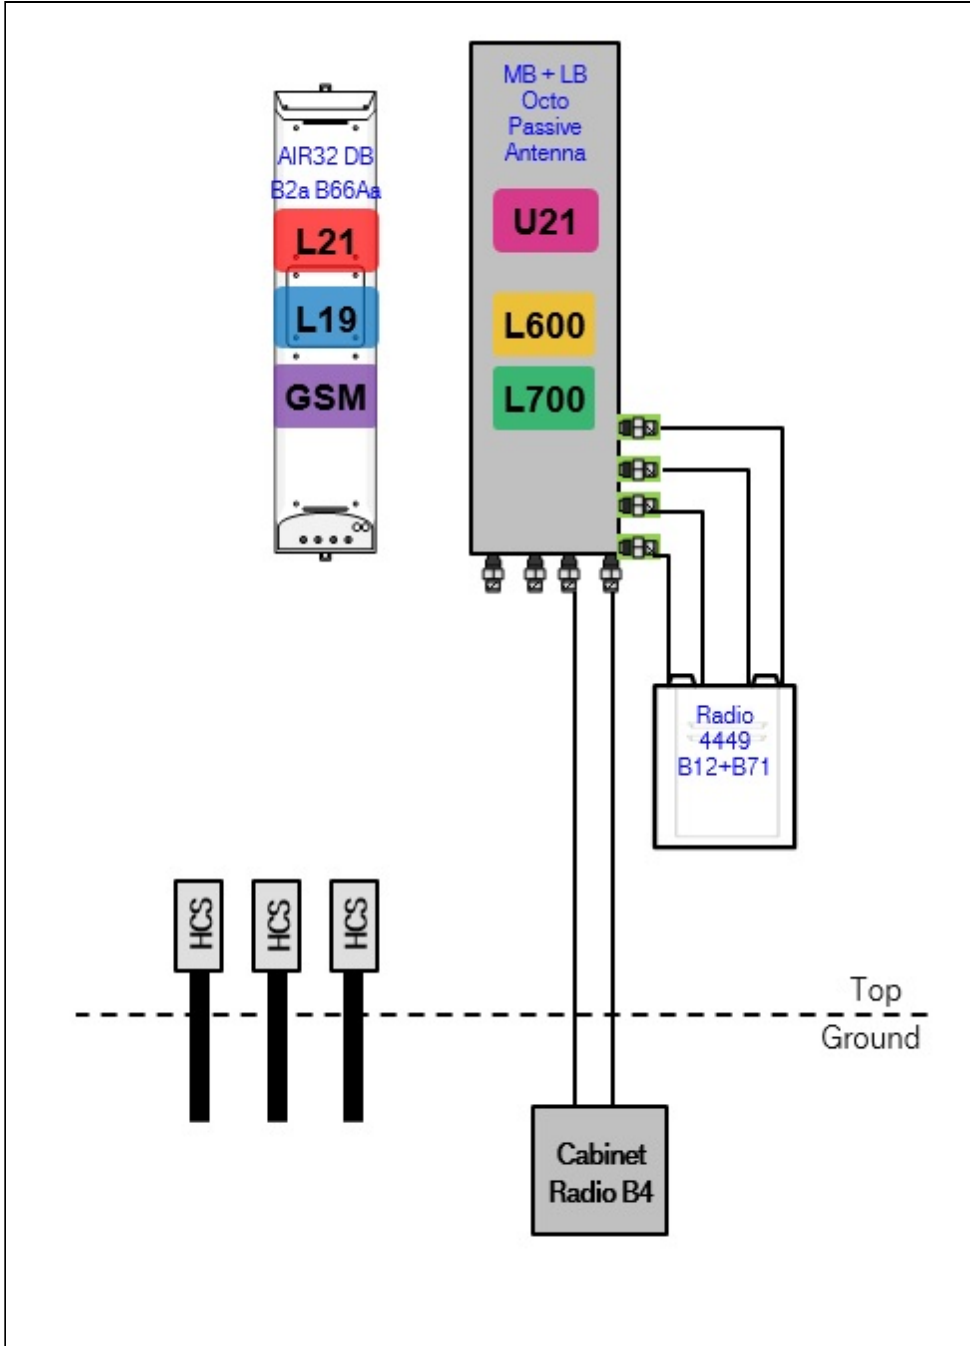 AIR32 DB
B2a B66Aa
L21
L19
GSM
MB + LB
Octo
Passive
Antenna
U21
L600
L700
Radio
4449
B12+B71
HCS
HCS
HCS
Top
Ground
Cabinet
Radio B4